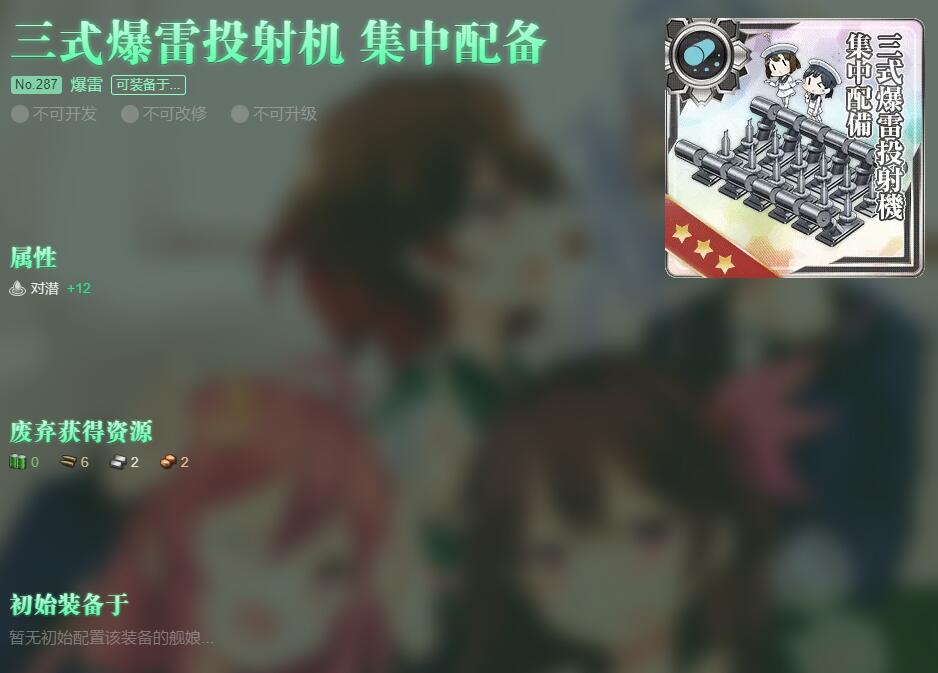 三式爆雷投射机 集中配备
No.287 爆雷 可装备于...
不可开发 不可改修 不可升级
三式爆雷投射機
集中配備
属性
对潜 +12
废弃获得资源
0 6 2 2
初始装备于
暂无初始配置该装备的舰娘...